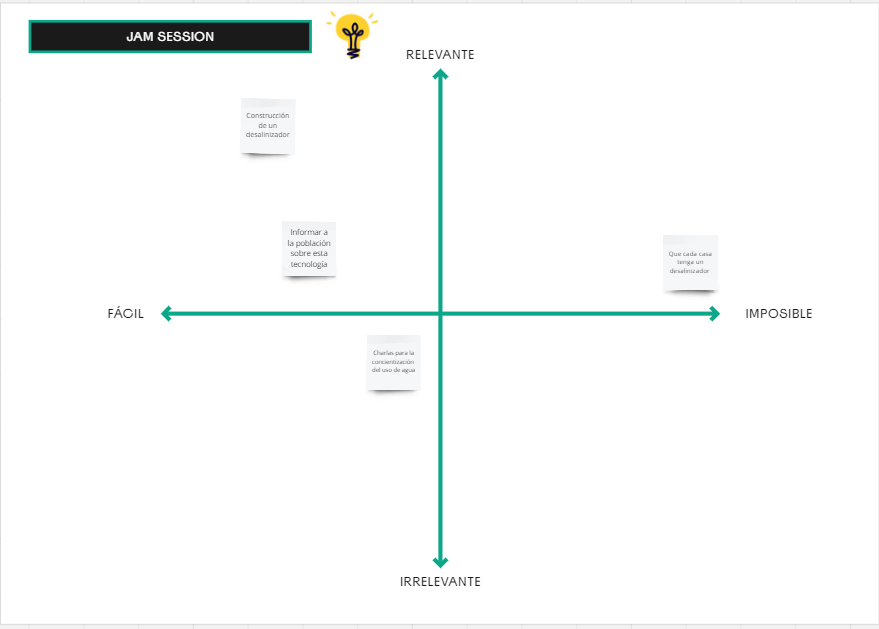 JAM SESSION
RELEVANTE
Construcción
de un
desalinizador
Informar a
la población
sobre esta
tecnología
Que cada casa
tenga un
desalinizador
FÁCIL
IMPOSIBLE
Charlas para la
concientización
del uso de agua
IRRELEVANTE